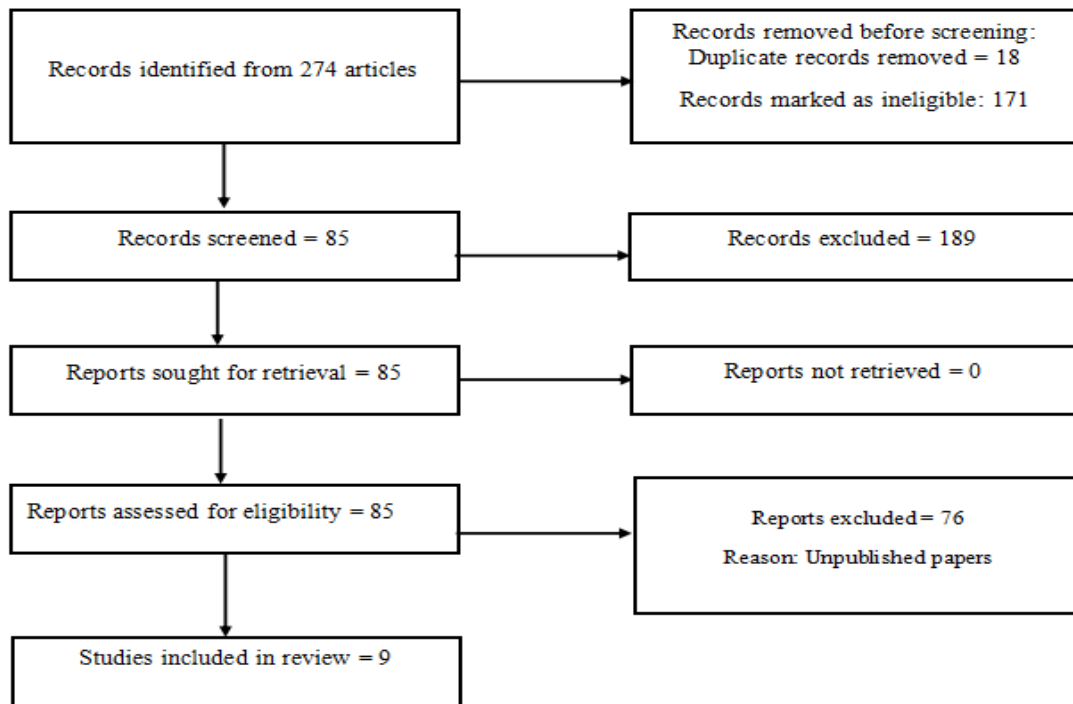 Records identified from 274 articles
Records removed before screening:
Duplicate records removed = 18
Records marked as ineligible: 171
Records screened = 85
Records excluded = 189
Reports sought for retrieval = 85
Reports not retrieved = 0
Reports assessed for eligibility = 85
Reports excluded = 76
Reason: Unpublished papers
Studies included in review = 9